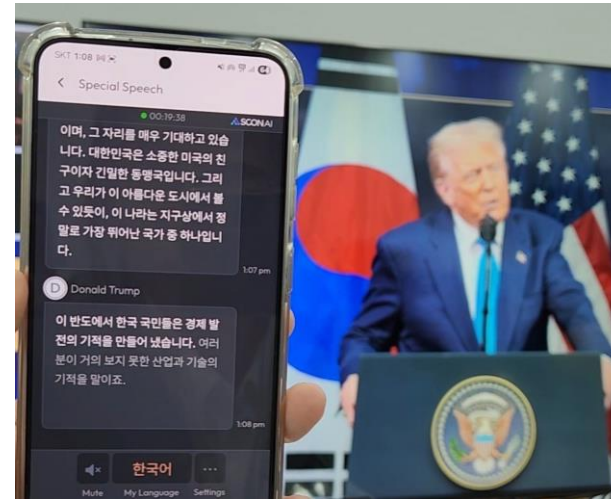 SKT 1:08
64
< Special Speech
00:19:38
SCONAI
이며, 그 자리를 매우 기대하고 있습
니다. 대한민국은 소중한 미국의 친
구이자 긴밀한 동맹국입니다. 그리
고 우리가 이 아름다운 도시에서 볼
수 있듯이, 이 나라는 지구상에서 정
말로 가장 뛰어난 국가 중 하나입니
다.
1:07 pm
D Donald Trump
이 반도에서 한국 국민들은 경제 발
전의 기적을 만들어 냈습니다. 여러
분이 거의 보지 못한 산업과 기술의
기적을 말이죠.
1:08 pm
한국어
Mute My Language Settings